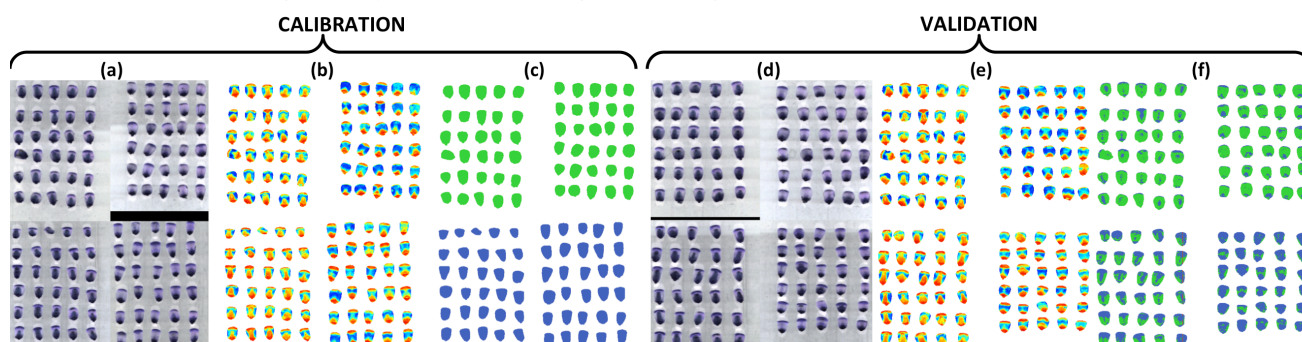 CALIBRATION VALIDATION
(a) (b) (c) (d) (e) (f)